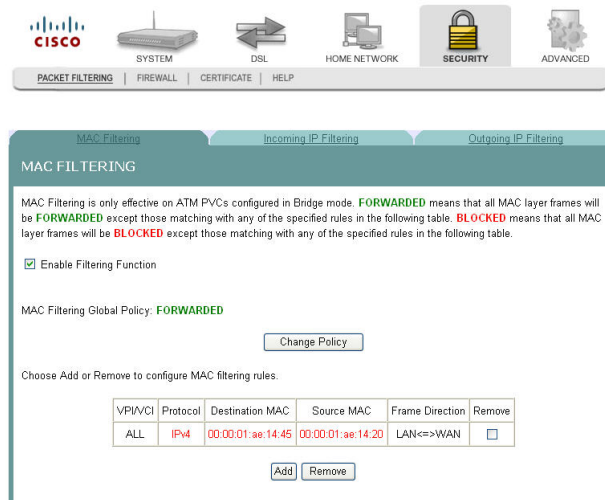 CISCO
SYSTEM
DSL
HOME NETWORK
SECURITY
ADVANCED
PACKET FILTERING | FIREWALL | CERTIFICATE | HELP
MAC Filtering
Incoming IP Filtering
Outgoing IP Filtering
MAC FILTERING
MAC Filtering is only effective on ATM PVCs configured in Bridge mode. FORWARDED means that all MAC layer frames will
be FORWARDED except those matching with any of the specified rules in the following table. BLOCKED means that all MAC
layer frames will be BLOCKED except those matching with any of the specified rules in the following table.
Enable Filtering Function
MAC Filtering Global Policy: FORWARDED
Change Policy
Choose Add or Remove to configure MAC filtering rules.
VPI/VCI Protocol Destination MAC Source MAC Frame Direction Remove
ALL IPv4 00:00:01:ae:14:45 00:00:01:ae:14:20 LAN<=>WAN
Add Remove